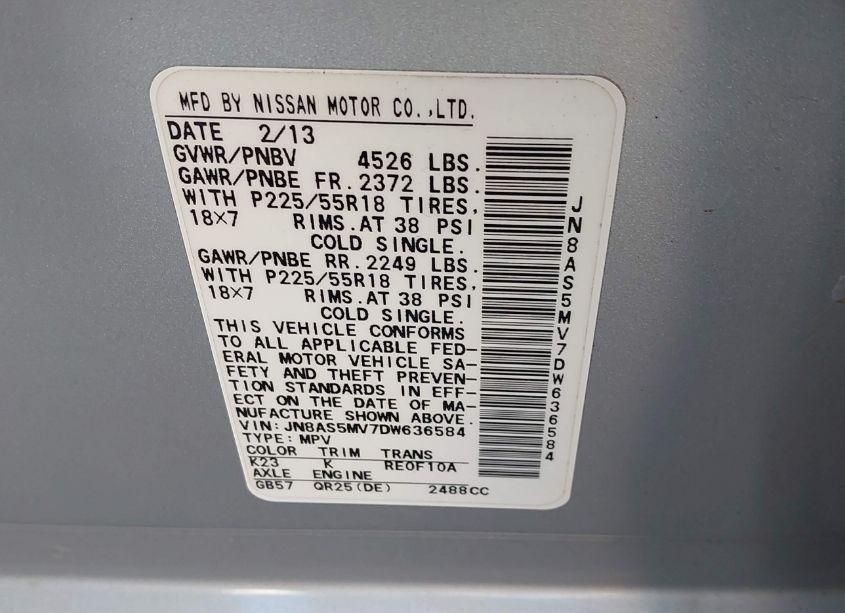 MFD BY NISSAN MOTOR CO.,LTD.
DATE 2/13
GVWR/PNBV 4526 LBS.
GAWR/PNBE FR.2372 LBS.
WITH P225/55R18 TIRES,
18×7 RIMS.AT 38 PSI
COLD SINGLE.
GAWR/PNBE RR.2249 LBS.
WITH P225/55R18 TIRES,
18×7 RIMS.AT 38 PSI
COLD SINGLE.
THIS VEHICLE CONFORMS
TO ALL APPLICABLE FED-
ERAL MOTOR VEHICLE SA-
FETY AND THEFT PREVEN-
TION STANDARDS IN EFF-
ECT ON THE DATE OF MA-
NUFACTURE SHOWN ABOVE.
VIN: JN8AS5MV7DW636584
TYPE: MPV
COLOR TRIM TRANS
K23 K RE0F10A
AXLE ENGINE
GB57 QR25(DE) 2488CC
JN8AS5MV7DW636584